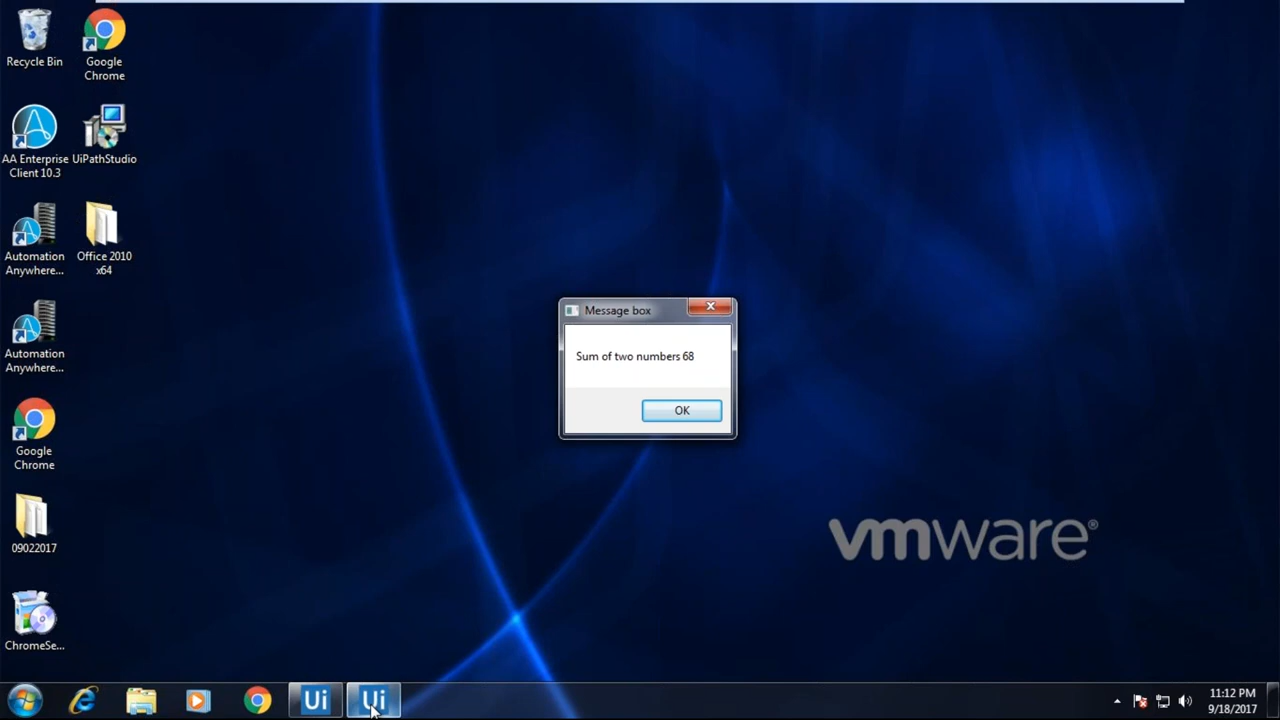 Recycle Bin
Google
Chrome
AA Enterprise
Client 10.3
UiPathStudio
Automation
Anywhere...
Office 2010
x64
Automation
Anywhere...
Google
Chrome
09022017
ChromeSe...
Message box
Sum of two numbers 68
OK
vmware®
Ui
Ui
11:12 PM
9/18/2017